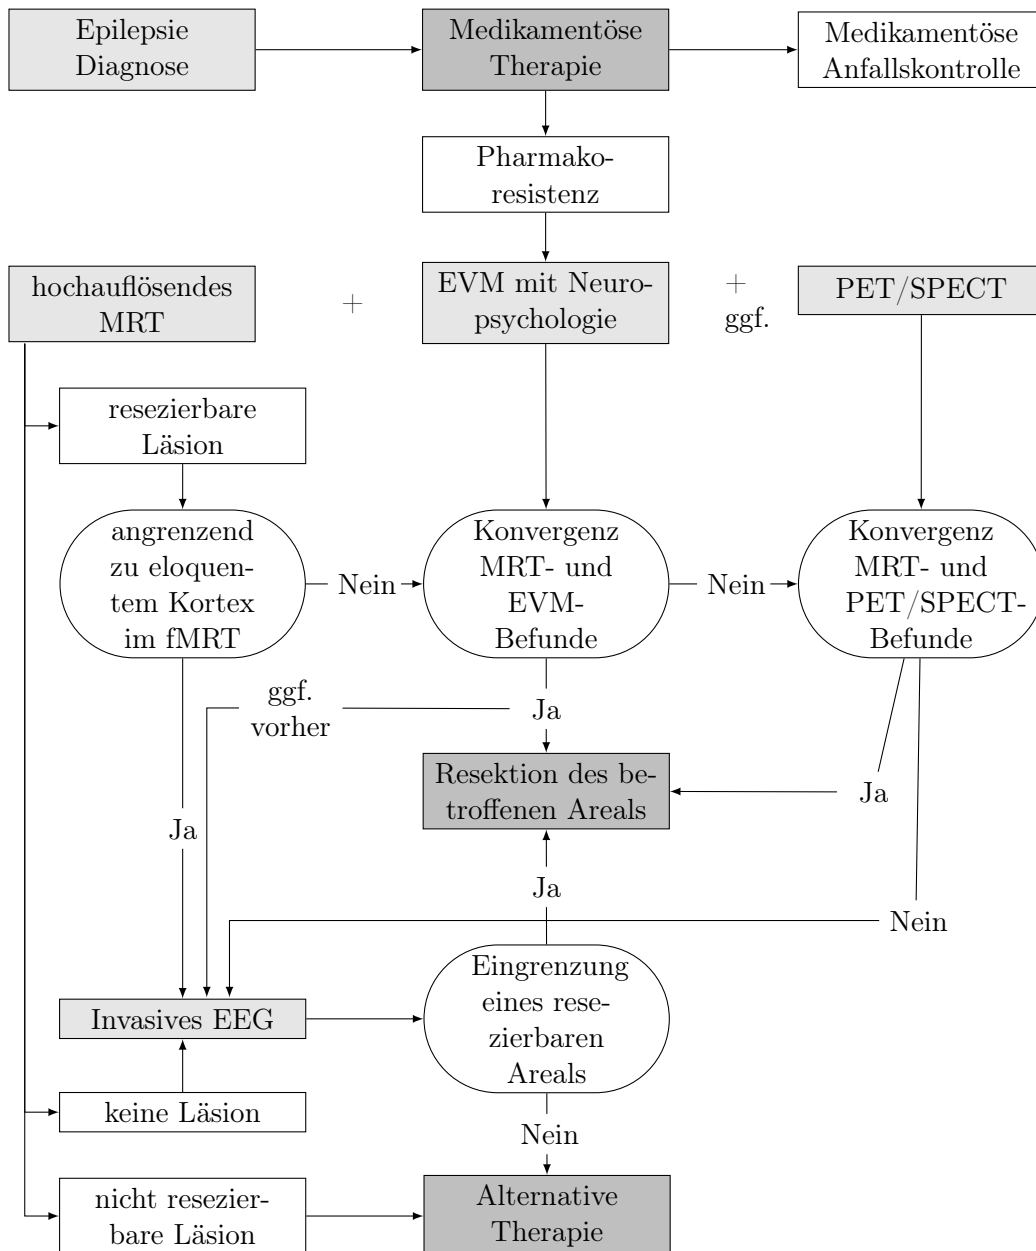 Epilepsie
Diagnose
Medikamentöse
Therapie
Medikamentöse
Anfallskontrolle
Pharmako-
resistenz
hochauflösendes
MRT
+
EVM mit Neuro-
psychologie
+
ggf.
PET/SPECT
resezierbare
Läsion
angrenzend
zu eloquen-
tem Kortex
im fMRT
Nein
Konvergenz
MRT- und
EVM-
Befunde
Nein
Konvergenz
MRT- und
PET/SPECT-
Befunde
ggf.
vorher
Ja
Resektion des be-
troffenen Areals
Ja
Ja
Ja
Nein
Eingrenzung
eines rese-
zierbaren
Areals
Invasives EEG
keine Läsion
Nein
nicht resezier-
bare Läsion
Alternative
Therapie